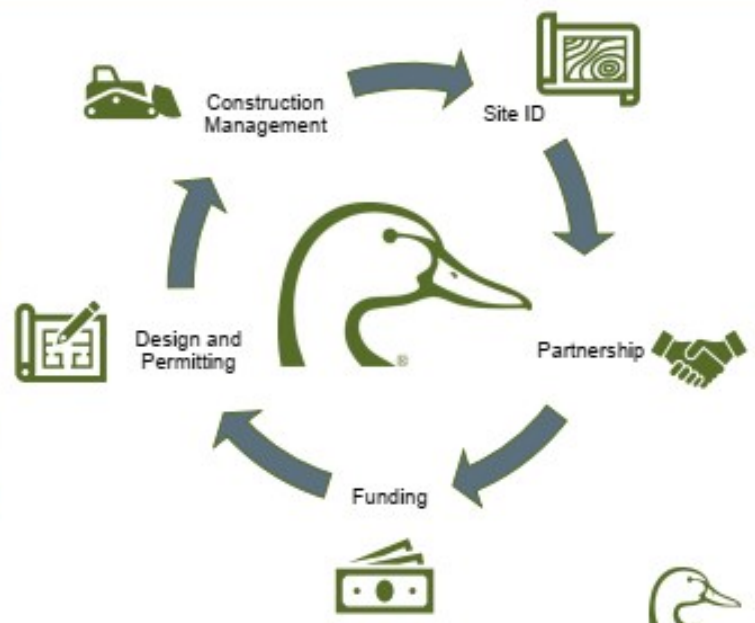 Construction
Management
Site ID
Design and
Permitting
Partnership
Funding
®